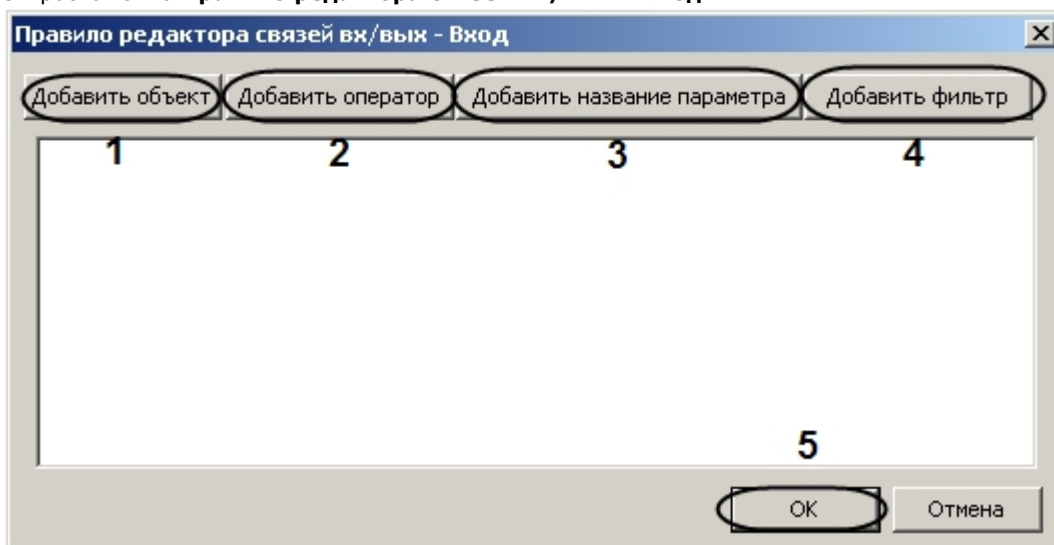 Правило редактора связей вх/вых - Вход
Добавить объект Добавить оператор Добавить название параметра Добавить фильтр
1 2 3 4
5
OK Отмена